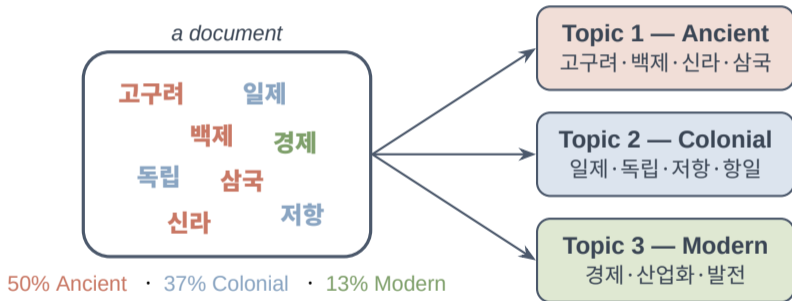 a document
고구려 일제
백제 경제
독립 삼국
신라 저항
50% Ancient · 37% Colonial · 13% Modern
Topic 1 — Ancient
고구려·백제·신라·삼국
Topic 2 — Colonial
일제·독립·저항·항일
Topic 3 — Modern
경제·산업화·발전